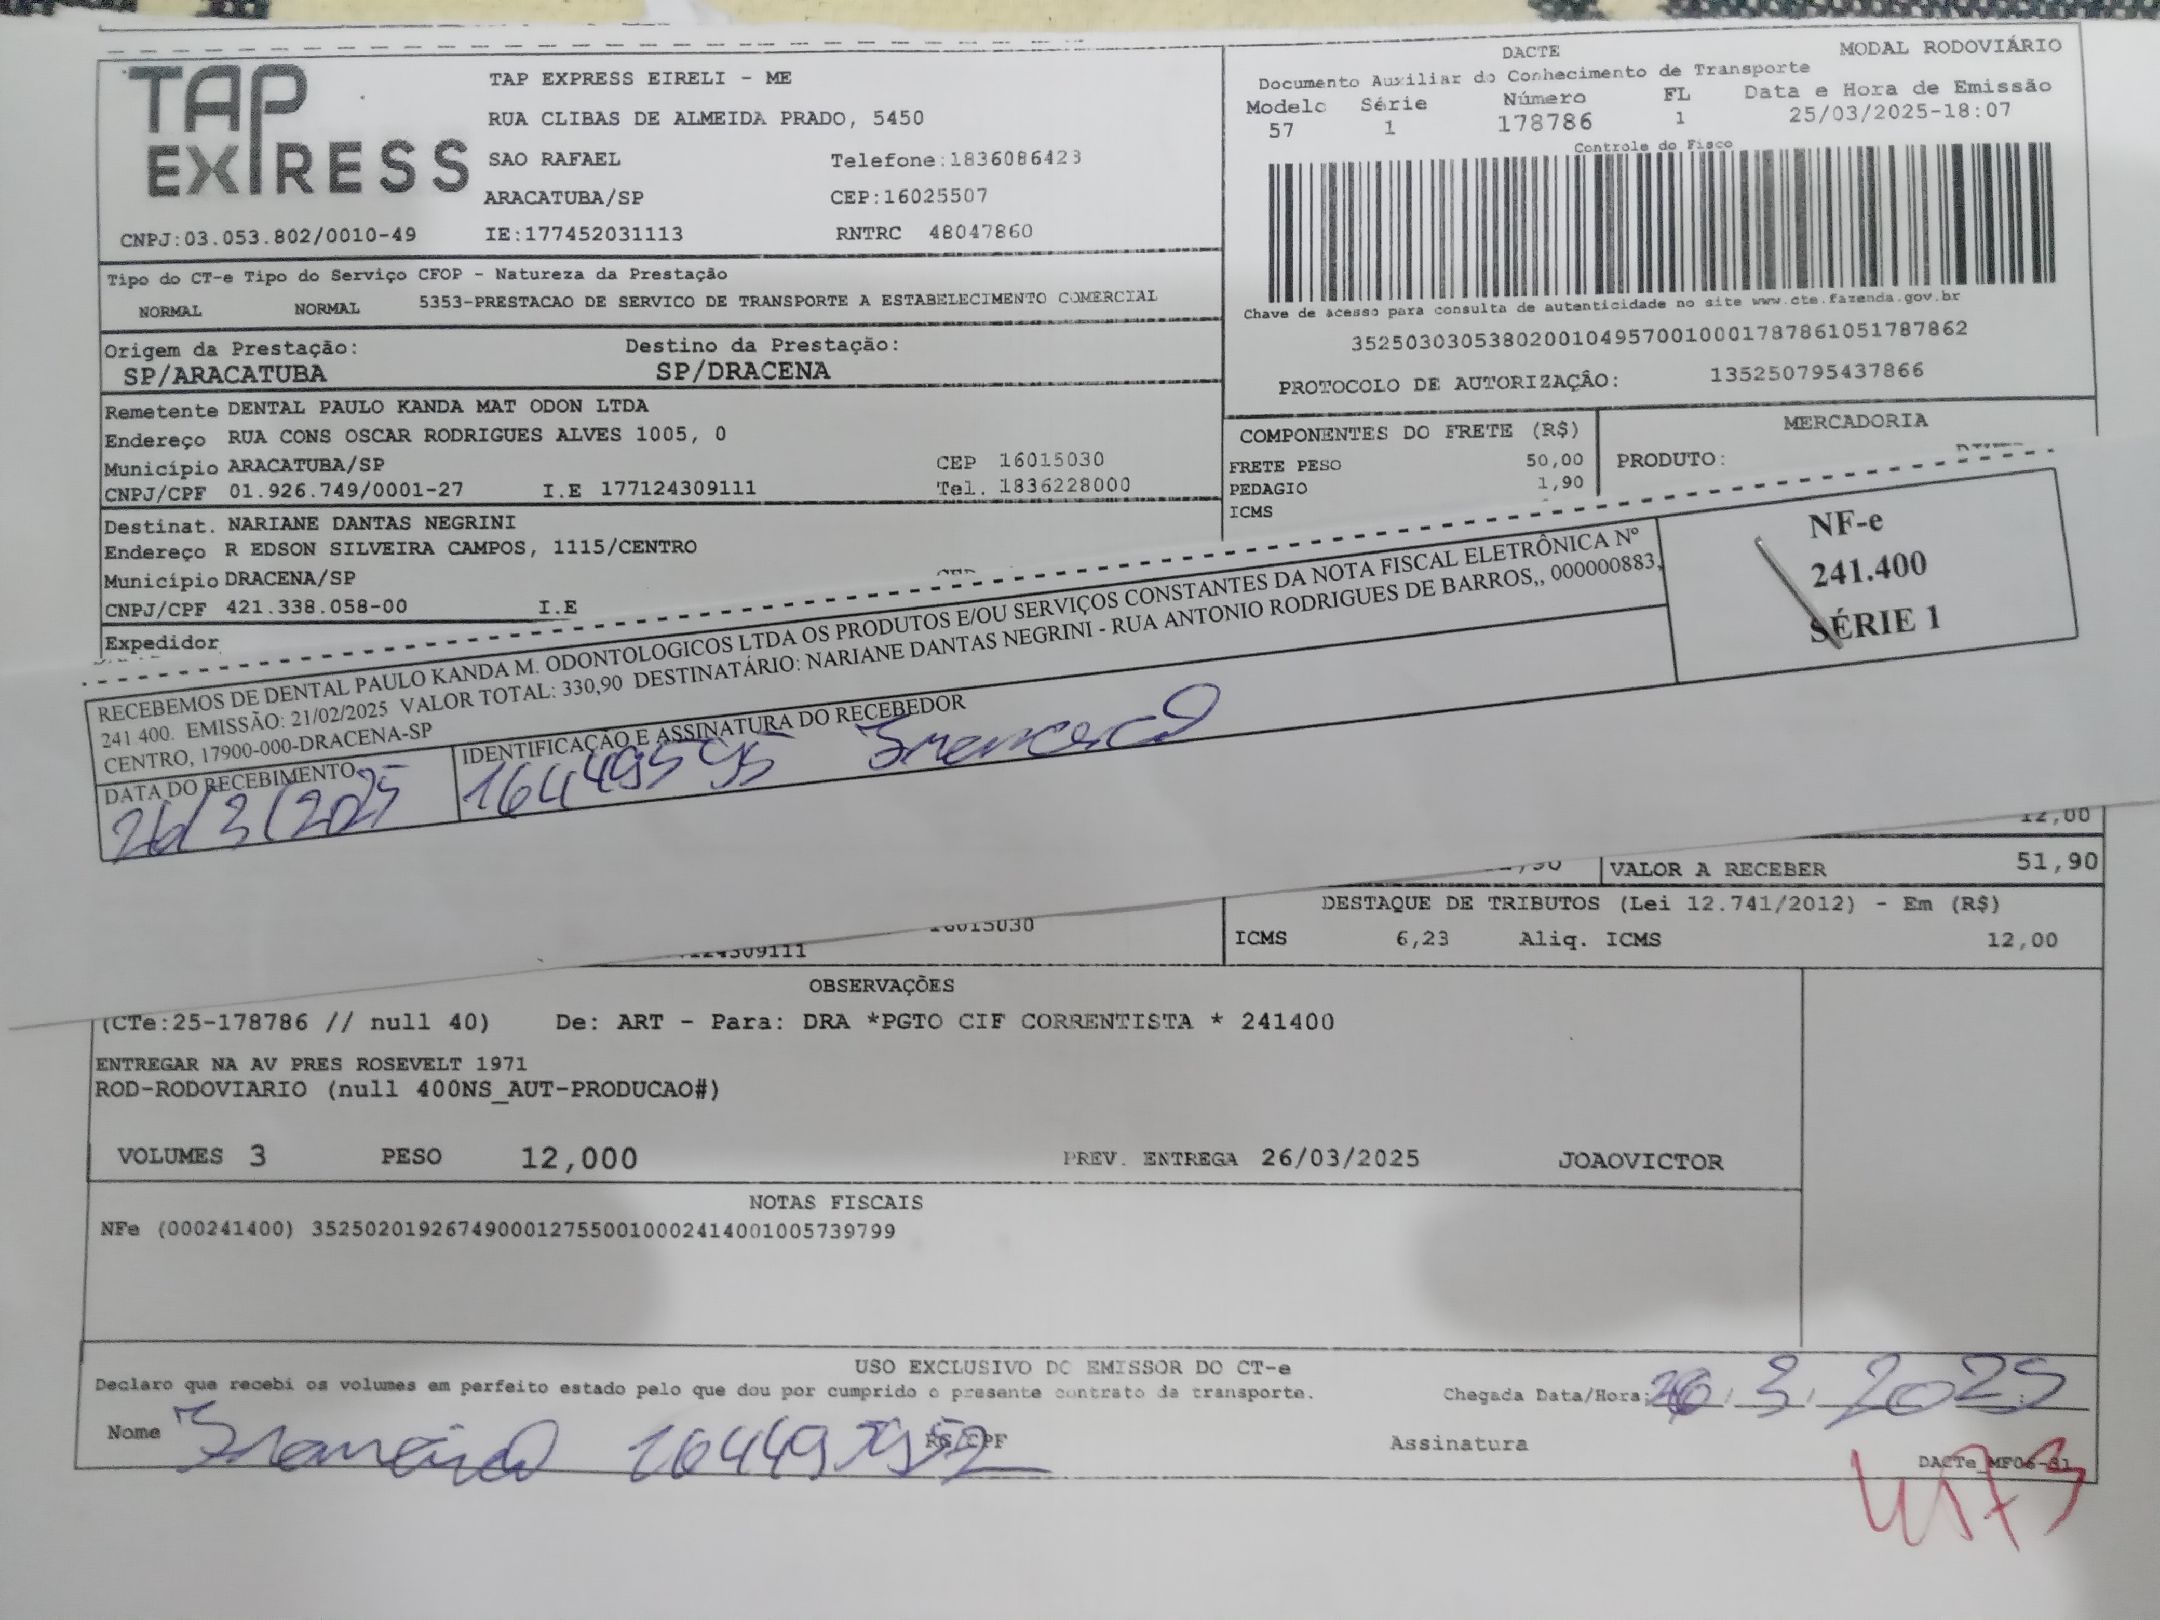 TAP EXPRESS
TAP EXPRESS EIRELI - ME
RUA CLIBAS DE ALMEIDA PRADO, 5450
SAO RAFAEL Telefone:1836086423
ARACATUBA/SP CEP:16025507
CNPJ:03.053.802/0010-49 IE:177452031113 RNTRC 48047860
DACTE MODAL RODOVIÁRIO
Documento Auxiliar do Conhecimento de Transporte
Modelo Série Número FL Data e Hora de Emissão
57 1 178786 1 25/03/2025-18:07
Controle do Fisco
Chave de acesso para consulta de autenticidade no site www.cte.fazenda.gov.br
35250303053802001049570010001787861051787862
PROTOCOLO DE AUTORIZAÇÃO: 135250795437866
Tipo do CT-e Tipo do Serviço CFOP - Natureza da Prestação
NORMAL NORMAL 5353-PRESTACAO DE SERVICO DE TRANSPORTE A ESTABELECIMENTO COMERCIAL
Origem da Prestação: Destino da Prestação:
SP/ARACATUBA SP/DRACENA
Remetente DENTAL PAULO KANDA MAT ODON LTDA
Endereço RUA CONS OSCAR RODRIGUES ALVES 1005, 0
Município ARACATUBA/SP CEP 16015030
CNPJ/CPF 01.926.749/0001-27 I.E 177124309111 Tel. 1836228000
Destinat. NARIANE DANTAS NEGRINI
Endereço R EDSON SILVEIRA CAMPOS, 1115/CENTRO
Município DRACENA/SP
CNPJ/CPF 421.338.058-00 I.E
Expedidor
COMPONENTES DO FRETE (R$) MERCADORIA
FRETE PESO 50,00 PRODUTO:
PEDAGIO 1,90
ICMS
RECEBEMOS DE DENTAL PAULO KANDA M. ODONTOLOGICOS LTDA OS PRODUTOS E/OU SERVIÇOS CONSTANTES DA NOTA FISCAL ELETRÔNICA Nº
241.400. EMISSÃO: 21/02/2025 VALOR TOTAL: 330,90 DESTINATÁRIO: NARIANE DANTAS NEGRINI - RUA ANTONIO RODRIGUES DE BARROS,, 000000883,
CENTRO, 17900-000-DRACENA-SP
DATA DO RECEBIMENTO IDENTIFICAÇÃO E ASSINATURA DO RECEBEDOR
26/3/2025
NF-e
241.400
SÉRIE 1
12,00
VALOR A RECEBER 51,90
DESTAQUE DE TRIBUTOS (Lei 12.741/2012) - Em (R$)
ICMS 6,23 Aliq. ICMS 12,00
OBSERVAÇÕES
(CTe:25-178786 // null 40) De: ART - Para: DRA *PGTO CIF CORRENTISTA * 241400
ENTREGAR NA AV PRES ROSEVELT 1971
ROD-RODOVIARIO (null 400NS_AUT-PRODUCAO#)
VOLUMES 3 PESO 12,000 PREV. ENTREGA 26/03/2025 JOAOVICTOR
NOTAS FISCAIS
NFe (000241400) 35250201926749000127550010002414001005739799
USO EXCLUSIVO DO EMISSOR DO CT-e
Declaro que recebi os volumes em perfeito estado pelo que dou por cumprido o presente contrato de transporte.
Chegada Data/Hora: 26 3 2025
Nome RG/CPF Assinatura
DACTe_MF06-81